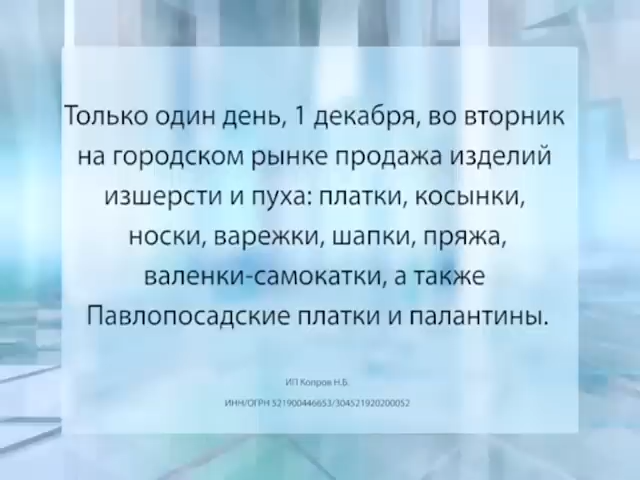 Только один день, 1 декабря, во вторник
на городском рынке продажа изделий
изшерсти и пуха: платки, косынки,
носки, варежки, шапки, пряжа,
валенки-самокатки, а также
Павлопосадские платки и палантины.
ИП Копров Н.Б.
ИНН/ОГРН 521900446653/304521920200052